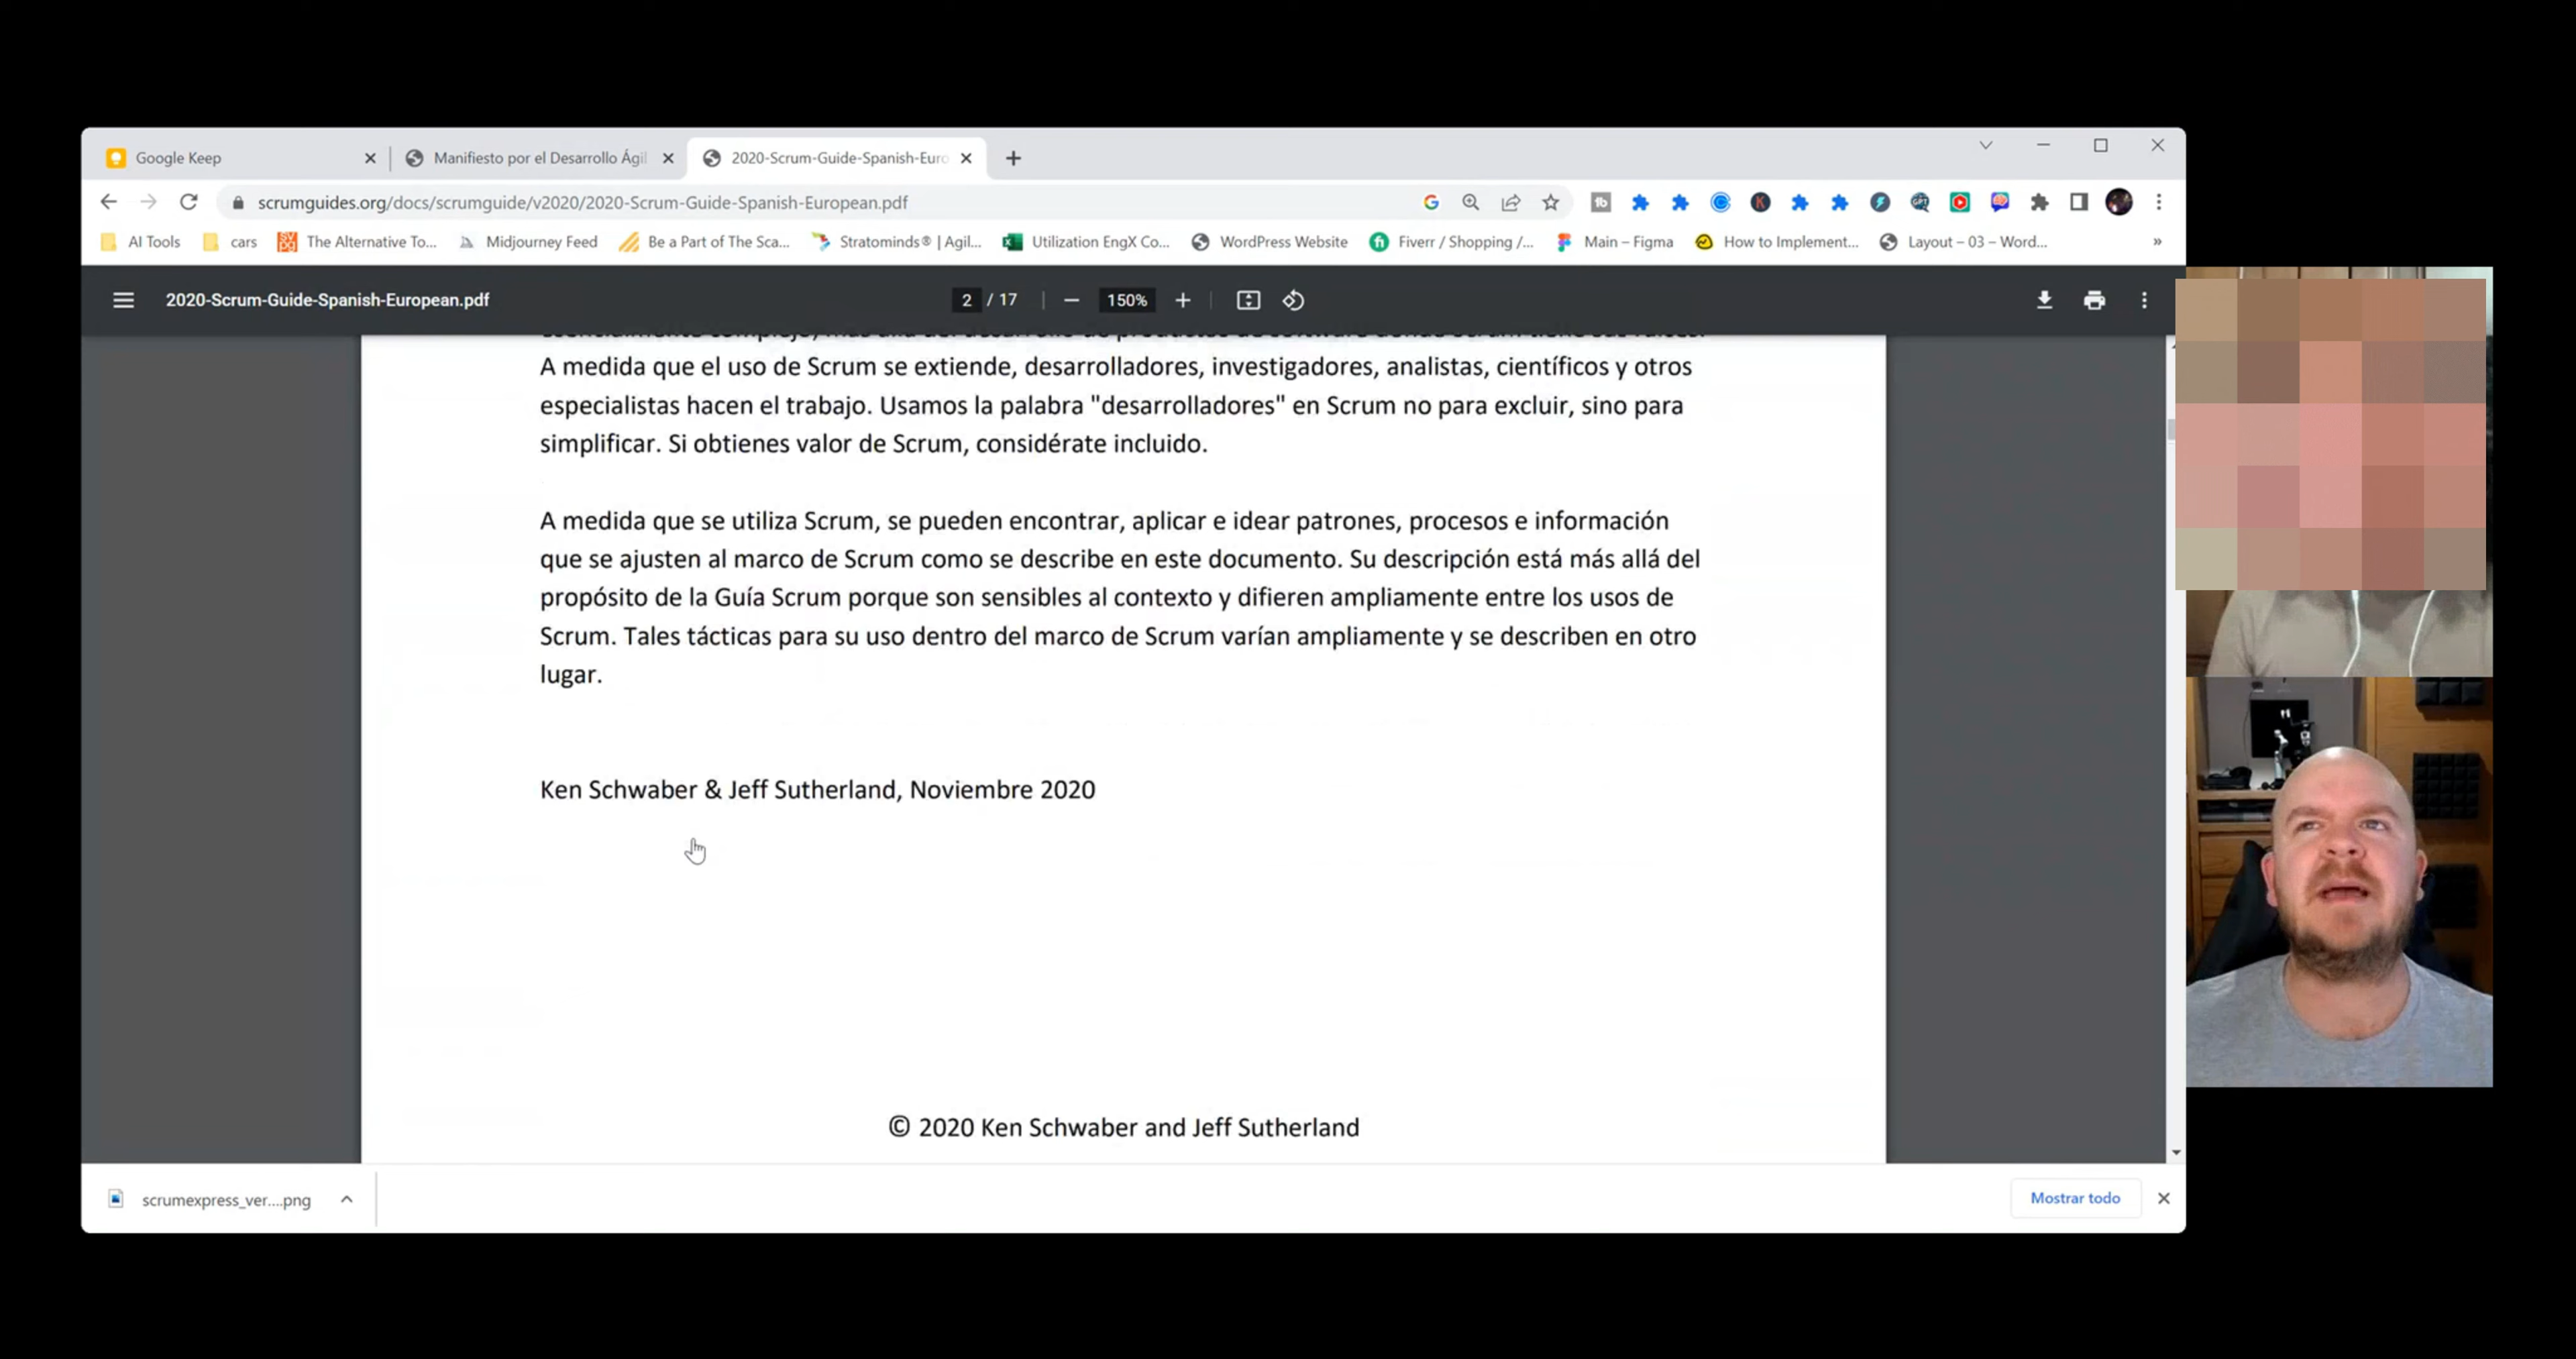 Google Keep
Manifiesto por el Desarrollo Ágil
2020-Scrum-Guide-Spanish-Euro
scrumguides.org/docs/scrumguide/v2020/2020-Scrum-Guide-Spanish-European.pdf
AI Tools
cars
The Alternative To...
Midjourney Feed
Be a Part of The Sca...
Stratominds® | Agil...
Utilization EngX Co...
WordPress Website
Fiverr / Shopping /...
Main – Figma
How to Implement...
Layout – 03 – Word...
»
2020-Scrum-Guide-Spanish-European.pdf
2 / 17
150%
A medida que el uso de Scrum se extiende, desarrolladores, investigadores, analistas, científicos y otros
especialistas hacen el trabajo. Usamos la palabra "desarrolladores" en Scrum no para excluir, sino para
simplificar. Si obtienes valor de Scrum, considérate incluido.
A medida que se utiliza Scrum, se pueden encontrar, aplicar e idear patrones, procesos e información
que se ajusten al marco de Scrum como se describe en este documento. Su descripción está más allá del
propósito de la Guía Scrum porque son sensibles al contexto y difieren ampliamente entre los usos de
Scrum. Tales tácticas para su uso dentro del marco de Scrum varían ampliamente y se describen en otro
lugar.
Ken Schwaber & Jeff Sutherland, Noviembre 2020
© 2020 Ken Schwaber and Jeff Sutherland
scrumexpress_ver....png
Mostrar todo